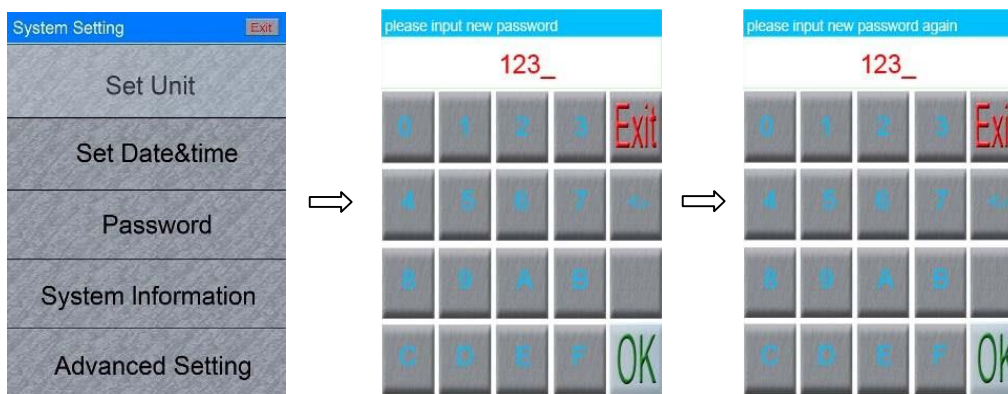 System Setting Exit
Set Unit
Set Date&time
Password
System Information
Advanced Setting
please input new password
123_
0 1 2 3 Exit
4 5 6 7
8 9 A B
C D E F OK
please input new password again
123_
0 1 2 3 Exi
4 5 6 7
8 9 A B
C D E F OK